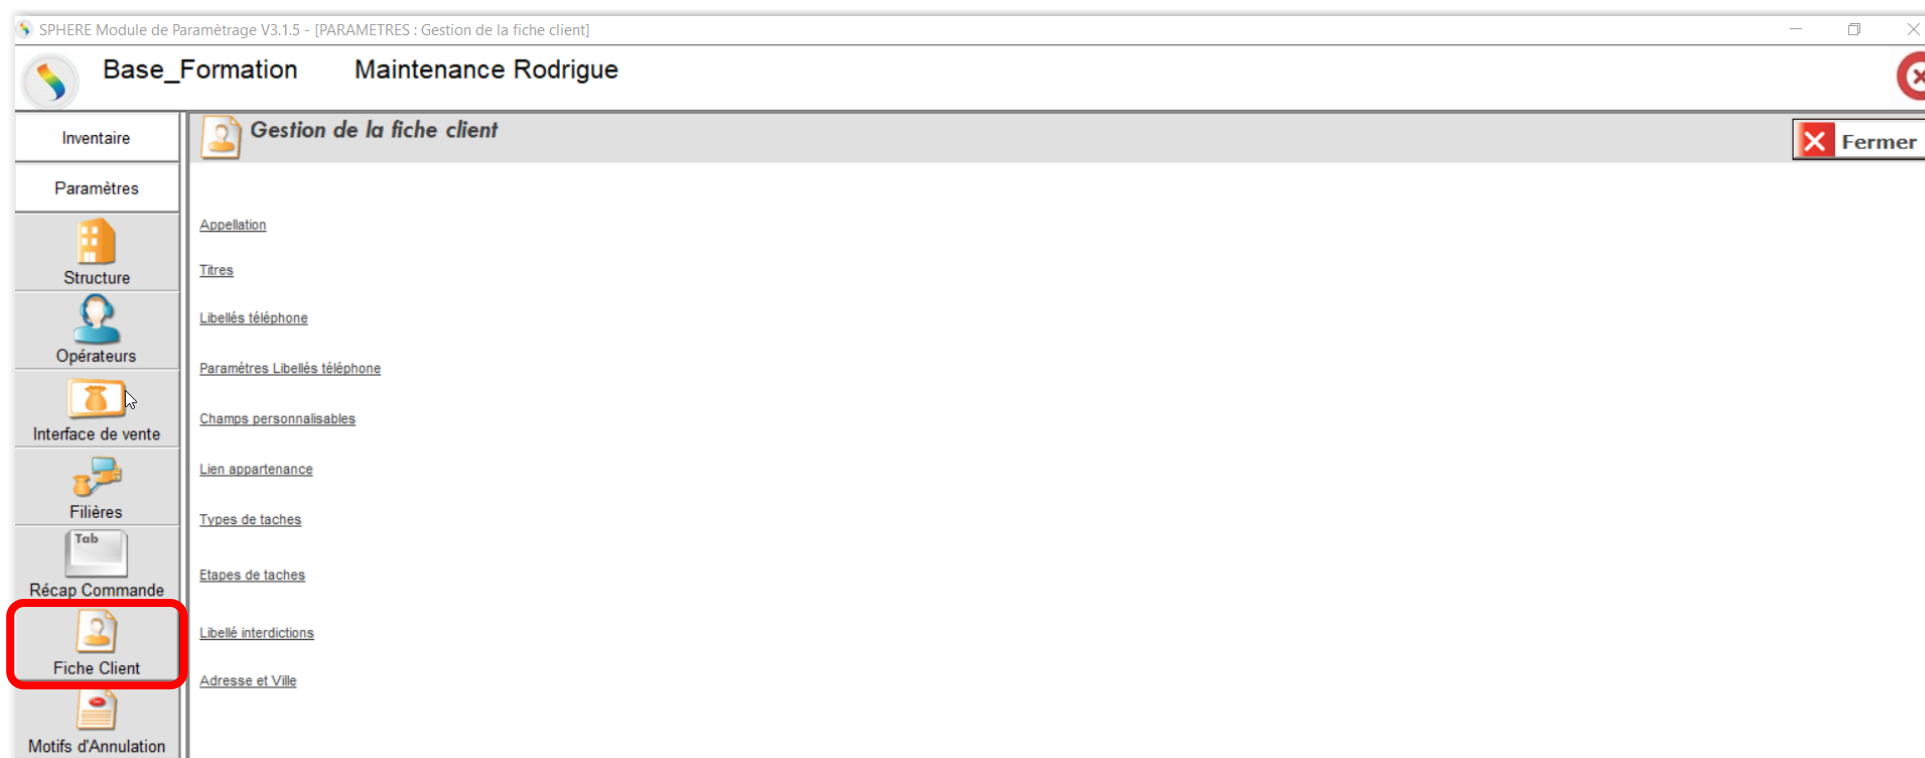 SPHERE Module de Paramètrage V3.1.5 - [PARAMETRES : Gestion de la fiche client]
Base_Formation Maintenance Rodrigue
Inventaire
Paramètres
Structure
Opérateurs
Interface de vente
Filières
Tab
Récap Commande
Fiche Client
Motifs d'Annulation
Gestion de la fiche client
Fermer
Appellation
Titres
Libellés téléphone
Paramétres Libellés téléphone
Champs personnalisables
Lien appartenance
Types de taches
Etapes de taches
Libellé interdictions
Adresse et Ville